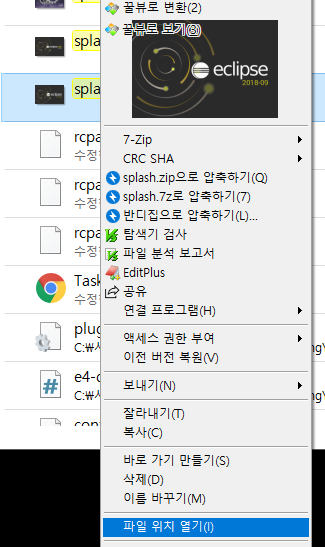 꿀뷰로 변환(2)
꿀뷰로 보기(3)
spla
eclipse
2018-09
spla
7-Zip
CRC SHA
splash.zip으로 압축하기(Q)
splash.7z로 압축하기(7)
반디집으로 압축하기(L)...
탐색기 검사
파일 분석 보고서
EditPlus
공유
연결 프로그램(H)
액세스 권한 부여
이전 버전 복원(V)
보내기(N)
잘라내기(T)
복사(C)
바로 가기 만들기(S)
삭제(D)
이름 바꾸기(M)
파일 위치 열기(I)
rcpa
수정
rcpa
수정
rcpa
수정
Task
수정
plug
C:₩
e4-c
C:₩